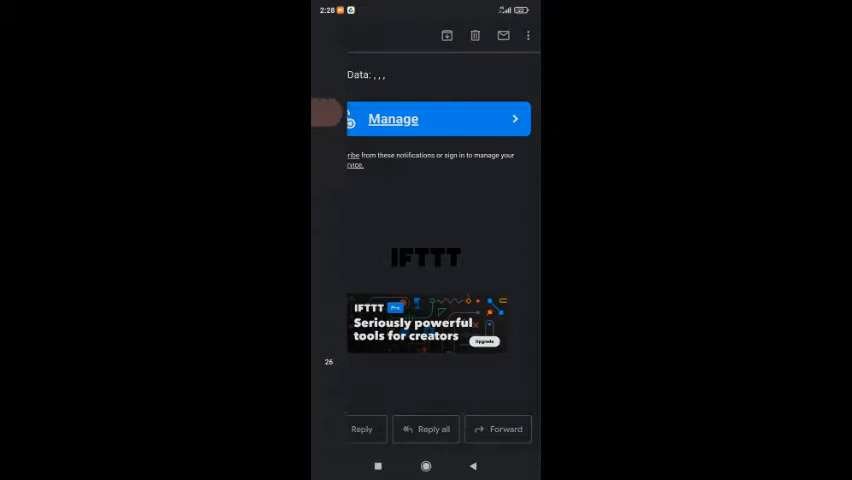 2:28
Data: , , ,
Manage
ribe from these notifications or sign in to manage your
rvice.
IFTTT
IFTTT Pro
Seriously powerful
tools for creators
Upgrade
26
Reply
Reply all
Forward